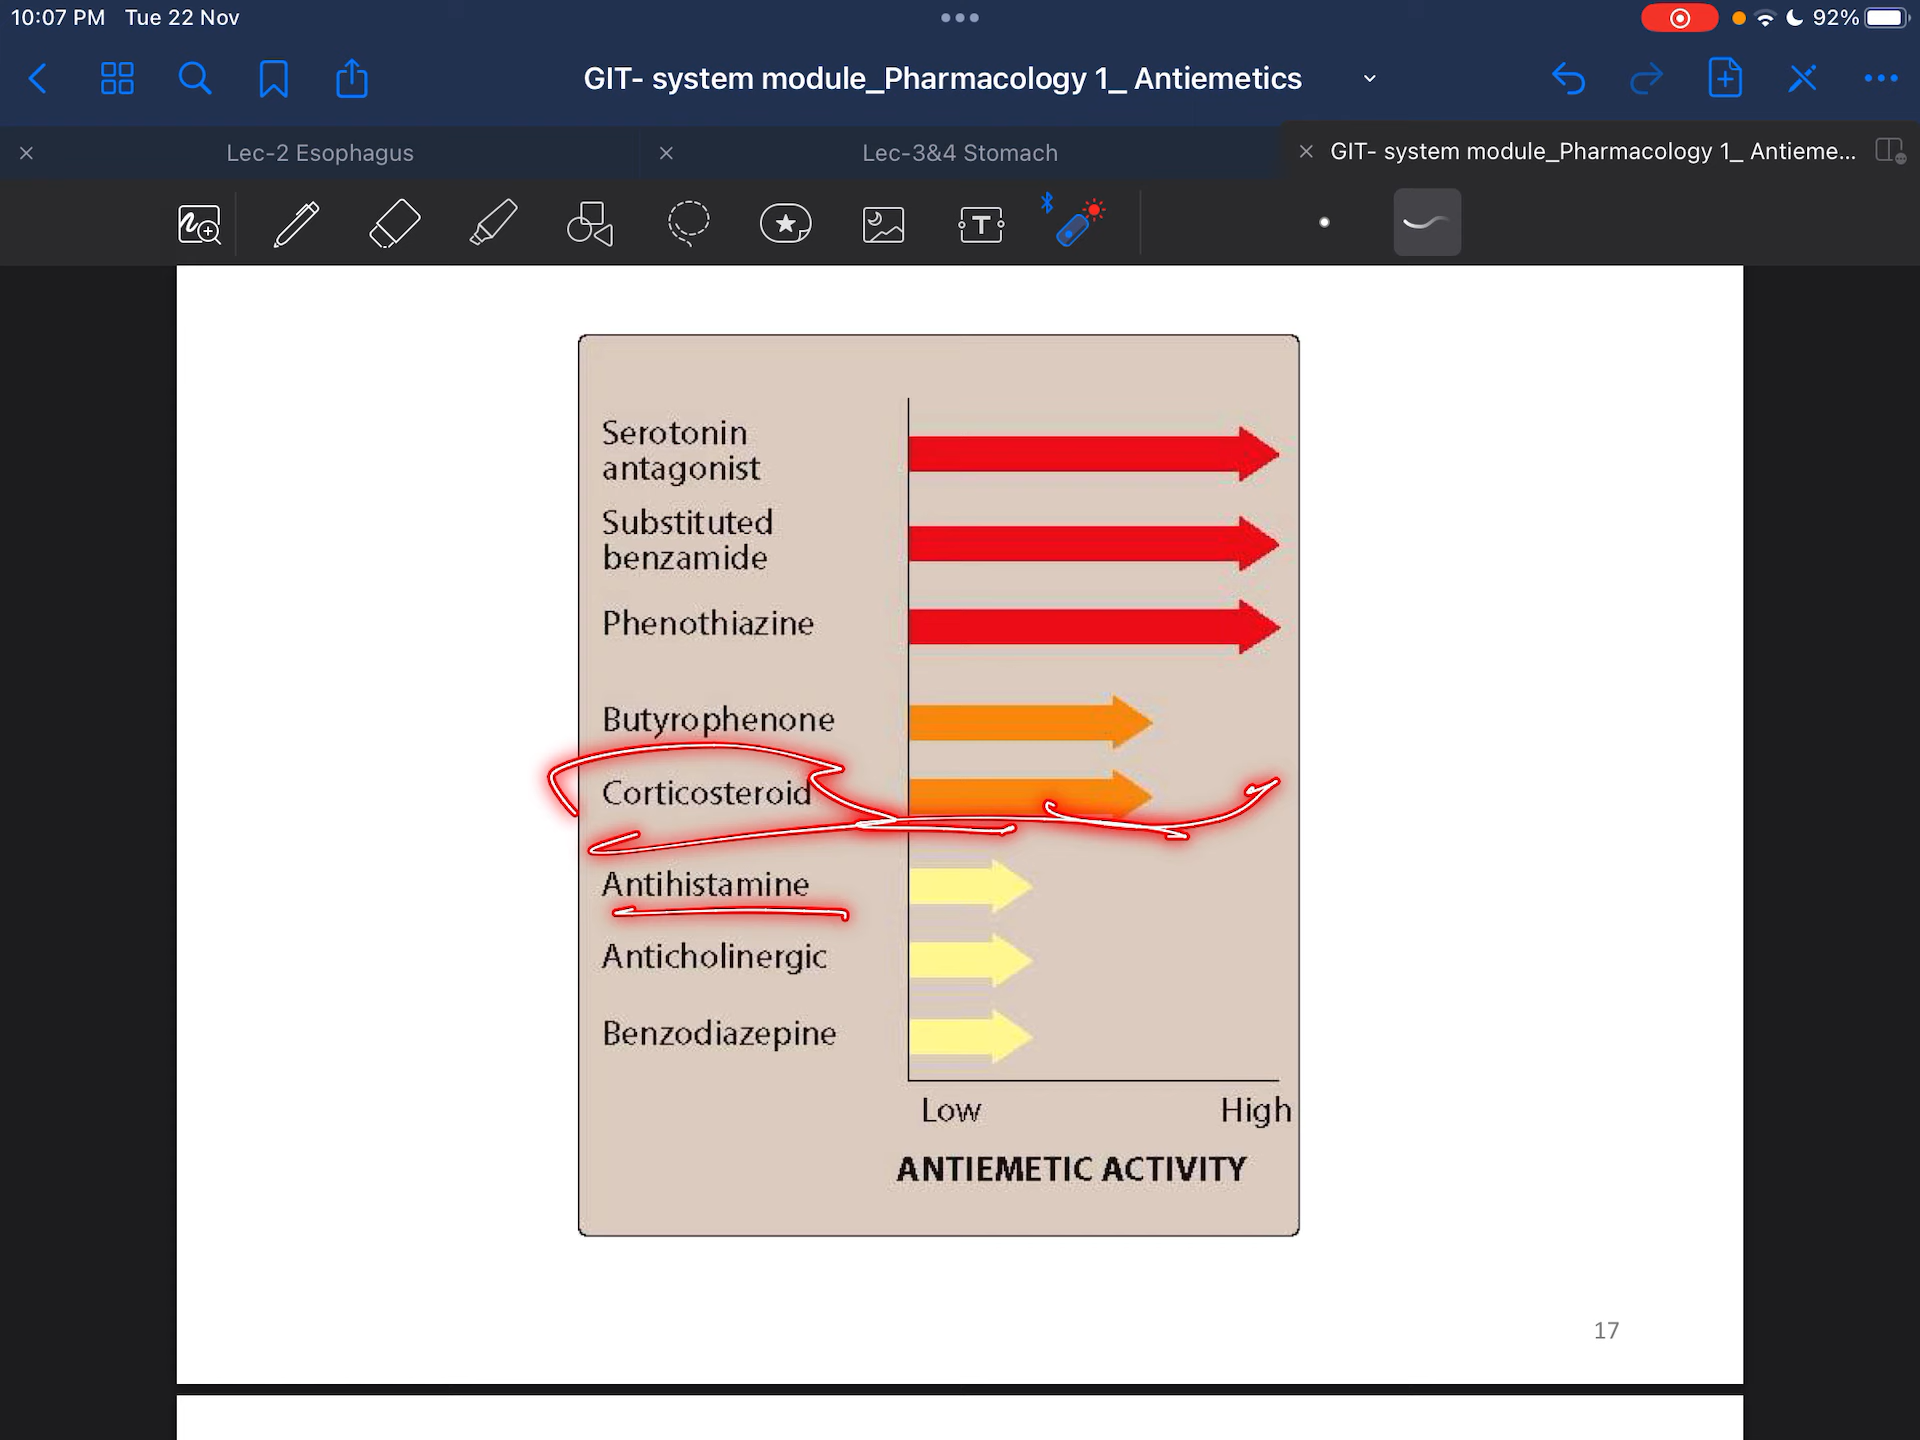 10:07 PM Tue 22 Nov
92%
GIT- system module_Pharmacology 1_ Antiemetics
Lec-2 Esophagus
Lec-3&4 Stomach
GIT- system module_Pharmacology 1_ Antieme...
T
Serotonin
antagonist
Substituted
benzamide
Phenothiazine
Butyrophenone
Corticosteroid
Antihistamine
Anticholinergic
Benzodiazepine
Low High
ANTIEMETIC ACTIVITY
17